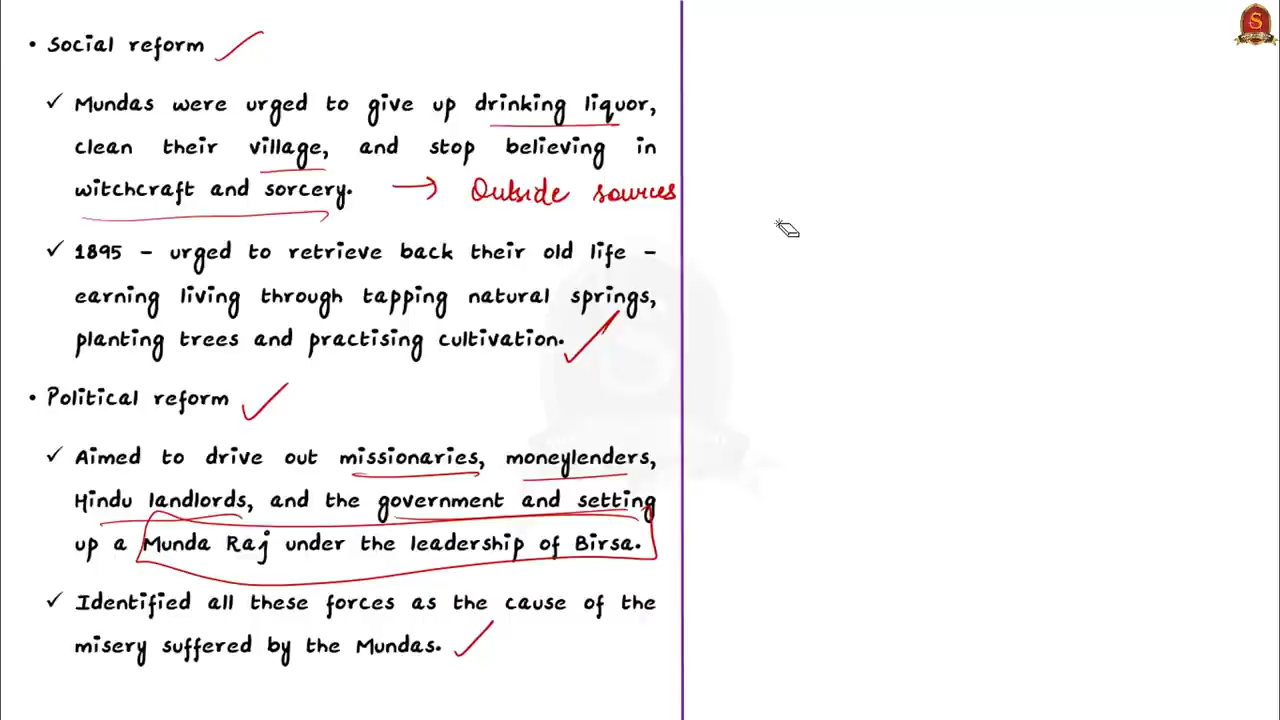 • Social reform
✓ Mundas were urged to give up drinking liquor,
clean their village, and stop believing in
witchcraft and sorcery. → Outside sources
✓ 1895 – urged to retrieve back their old life –
earning living through tapping natural springs,
planting trees and practising cultivation.
• Political reform
✓ Aimed to drive out missionaries, moneylenders,
Hindu landlords, and the government and setting
up a Munda Raj under the leadership of Birsa.
✓ Identified all these forces as the cause of the
misery suffered by the Mundas.
S